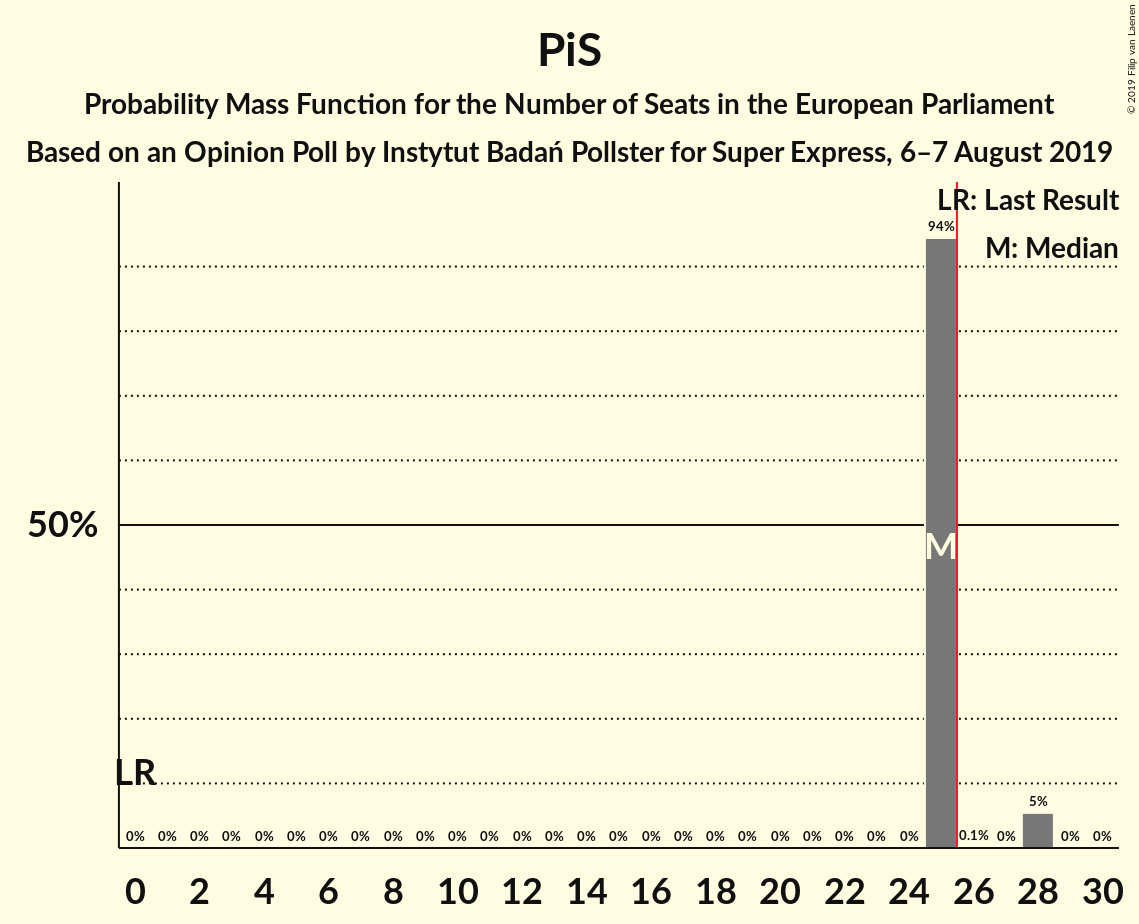 PiS
Probability Mass Function for the Number of Seats in the European Parliament
Based on an Opinion Poll by Instytut Badań Pollster for Super Express, 6–7 August 2019
© 2019 Filip van Laenen
LR: Last Result
M: Median
94%
50%
M
LR
5%
0% 0% 0% 0% 0% 0% 0% 0% 0% 0% 0% 0% 0% 0% 0% 0% 0% 0% 0% 0% 0% 0% 0% 0% 0% 0.1% 0% 0% 0%
0 2 4 6 8 10 12 14 16 18 20 22 24 26 28 30